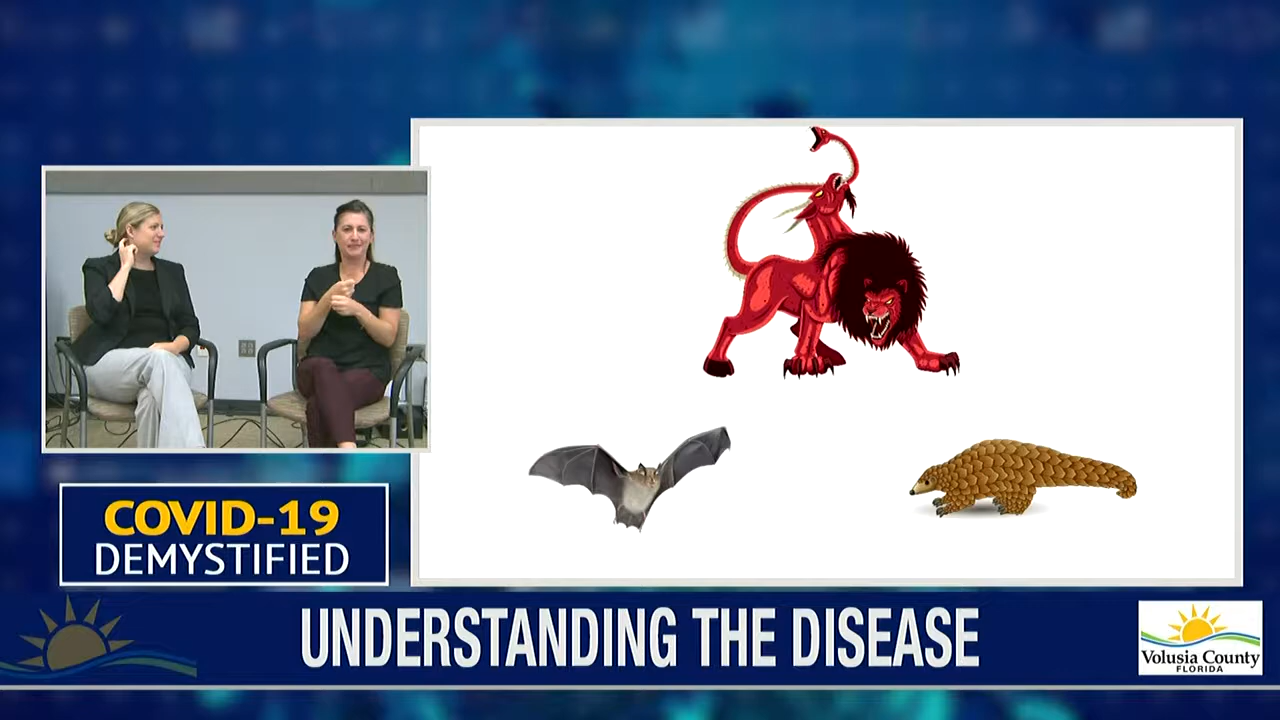 COVID-19
DEMYSTIFIED
UNDERSTANDING THE DISEASE
Volusia County
FLORIDA